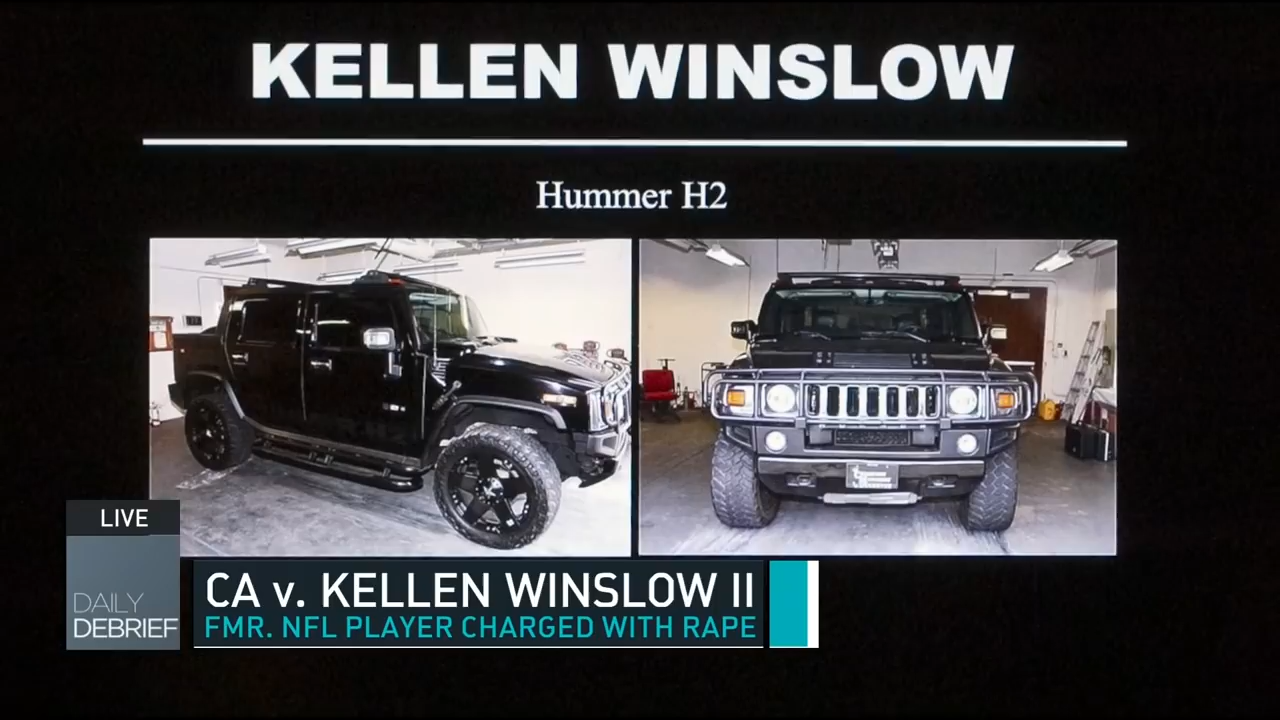 KELLEN WINSLOW
Hummer H2
LIVE
DAILY
DEBRIEF
CA v. KELLEN WINSLOW II
FMR. NFL PLAYER CHARGED WITH RAPE